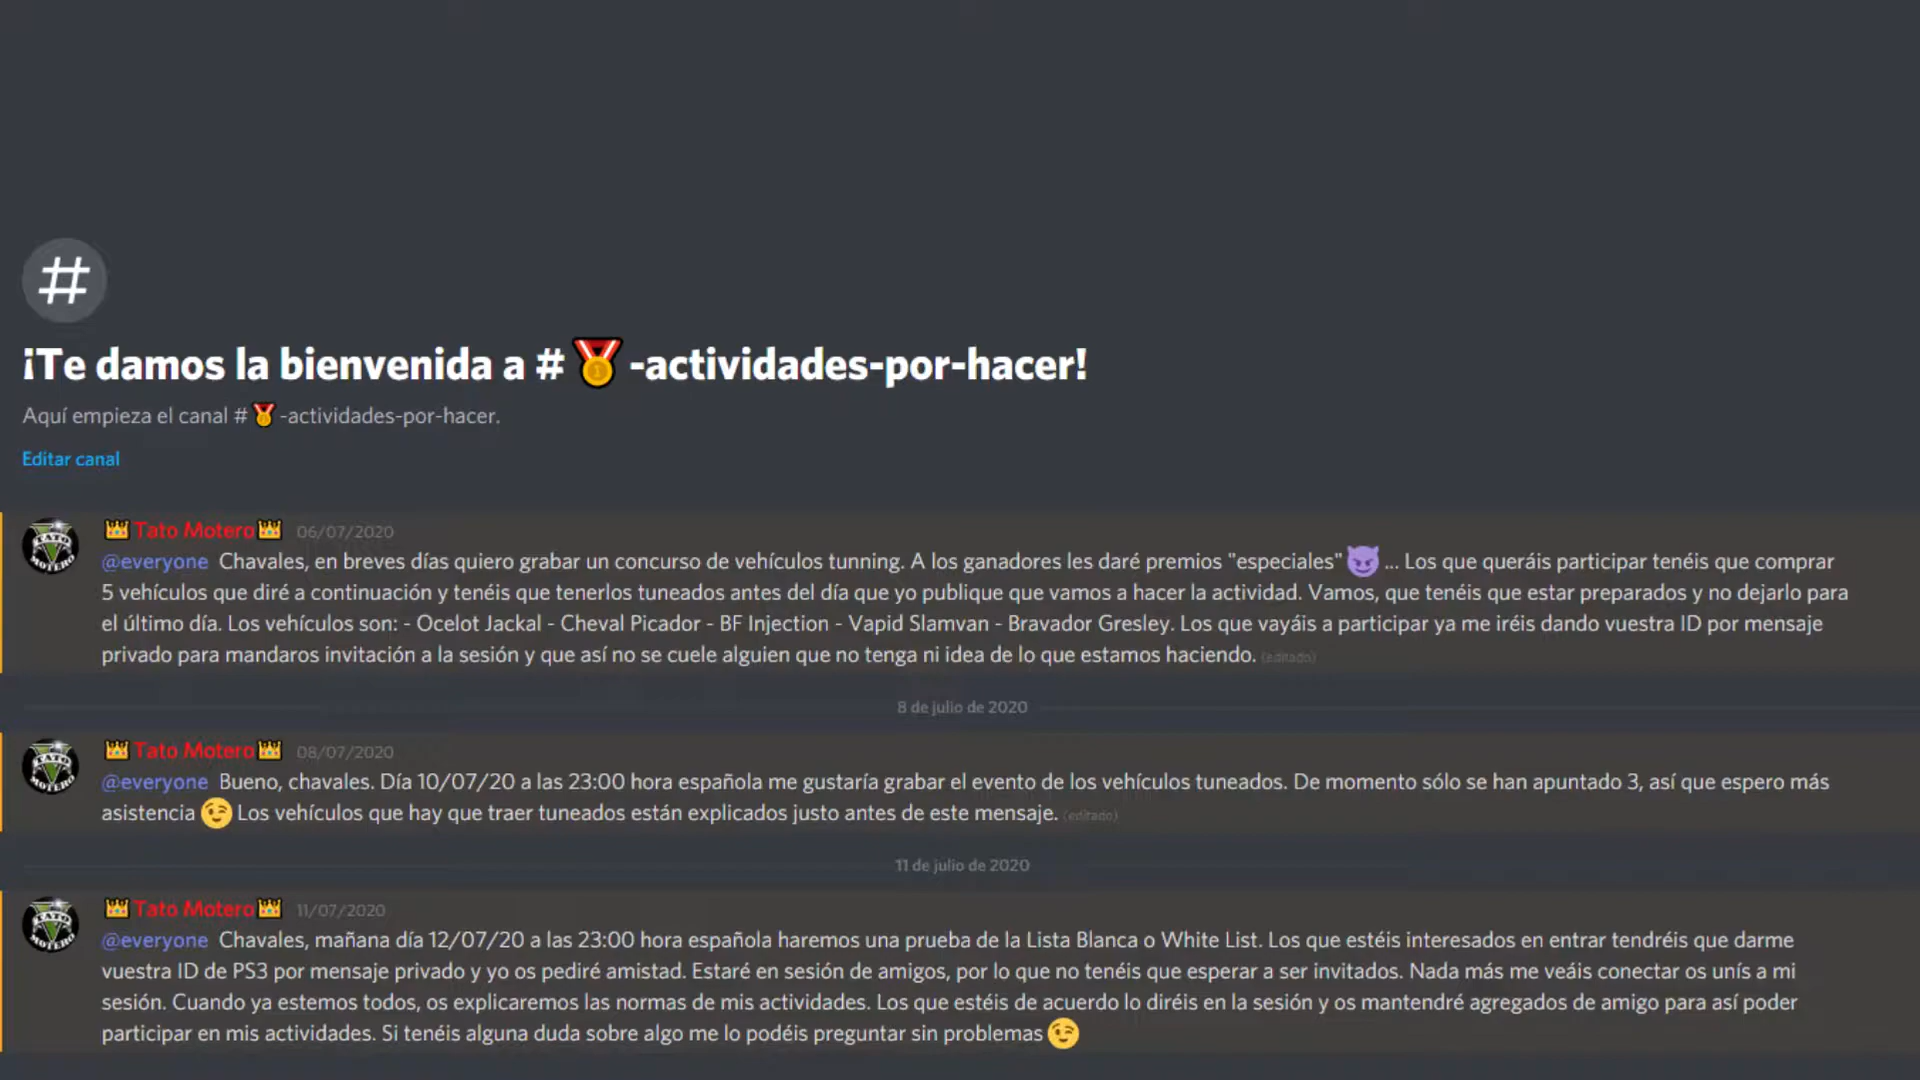 #
¡Te damos la bienvenida a #🥇-actividades-por-hacer!
Aquí empieza el canal #🥇-actividades-por-hacer.
Editar canal
👑Tato Motero👑 06/07/2020
@everyone Chavales, en breves días quiero grabar un concurso de vehículos tunning. A los ganadores les daré premios "especiales"😈... Los que queráis participar tenéis que comprar
5 vehículos que diré a continuación y tenéis que tenerlos tuneados antes del día que yo publique que vamos a hacer la actividad. Vamos, que tenéis que estar preparados y no dejarlo para
el último día. Los vehículos son: - Ocelot Jackal - Cheval Picador - BF Injection - Vapid Slamvan - Bravador Gresley. Los que vayáis a participar ya me iréis dando vuestra ID por mensaje
privado para mandaros invitación a la sesión y que así no se cuele alguien que no tenga ni idea de lo que estamos haciendo. (editado)
8 de julio de 2020
TATO
MOTERO
👑Tato Motero👑 08/07/2020
@everyone Bueno, chavales. Día 10/07/20 a las 23:00 hora española me gustaría grabar el evento de los vehículos tuneados. De momento sólo se han apuntado 3, así que espero más
asistencia 😉 Los vehículos que hay que traer tuneados están explicados justo antes de este mensaje. (editado)
11 de julio de 2020
TATO
MOTERO
👑Tato Motero👑 11/07/2020
@everyone Chavales, mañana día 12/07/20 a las 23:00 hora española haremos una prueba de la Lista Blanca o White List. Los que estéis interesados en entrar tendréis que darme
vuestra ID de PS3 por mensaje privado y yo os pediré amistad. Estaré en sesión de amigos, por lo que no tenéis que esperar a ser invitados. Nada más me veáis conectar os unís a mi
sesión. Cuando ya estemos todos, os explicaremos las normas de mis actividades. Los que estéis de acuerdo lo diréis en la sesión y os mantendré agregados de amigo para así poder
participar en mis actividades. Si tenéis alguna duda sobre algo me lo podéis preguntar sin problemas 😉